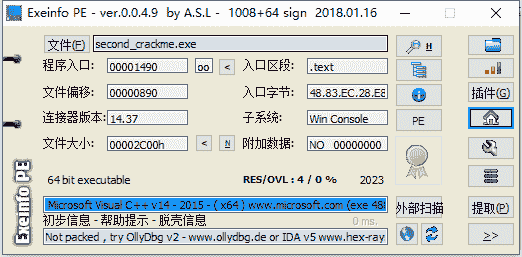 Exeinfo PE - ver.0.0.4.9 by A.S.L - 1008+64 sign 2018.01.16
文件(F) second_crackme.exe H
程序入口: 00001490 oo < 入口区段: .text
文件偏移: 00000890 入口字节: 48.83.EC.28.E8 插件(G)
连接器版本: 14.37 子系统: Win Console PE
文件大小: 00002C00h < N 附加数据: NO 00000000
Exeinfo PE
64 bit executable RES/OVL : 4 / 0 % 2023
Microsoft Visual C++ v14 - 2015 - ( x64 ) www.microsoft.com (exe 48 外部扫描 提取(P)
初步信息 - 帮助提示 - 脱壳信息 0 ms.
Not packed , try OllyDbg v2 - www.ollydbg.de or IDA v5 www.hex-ray >>